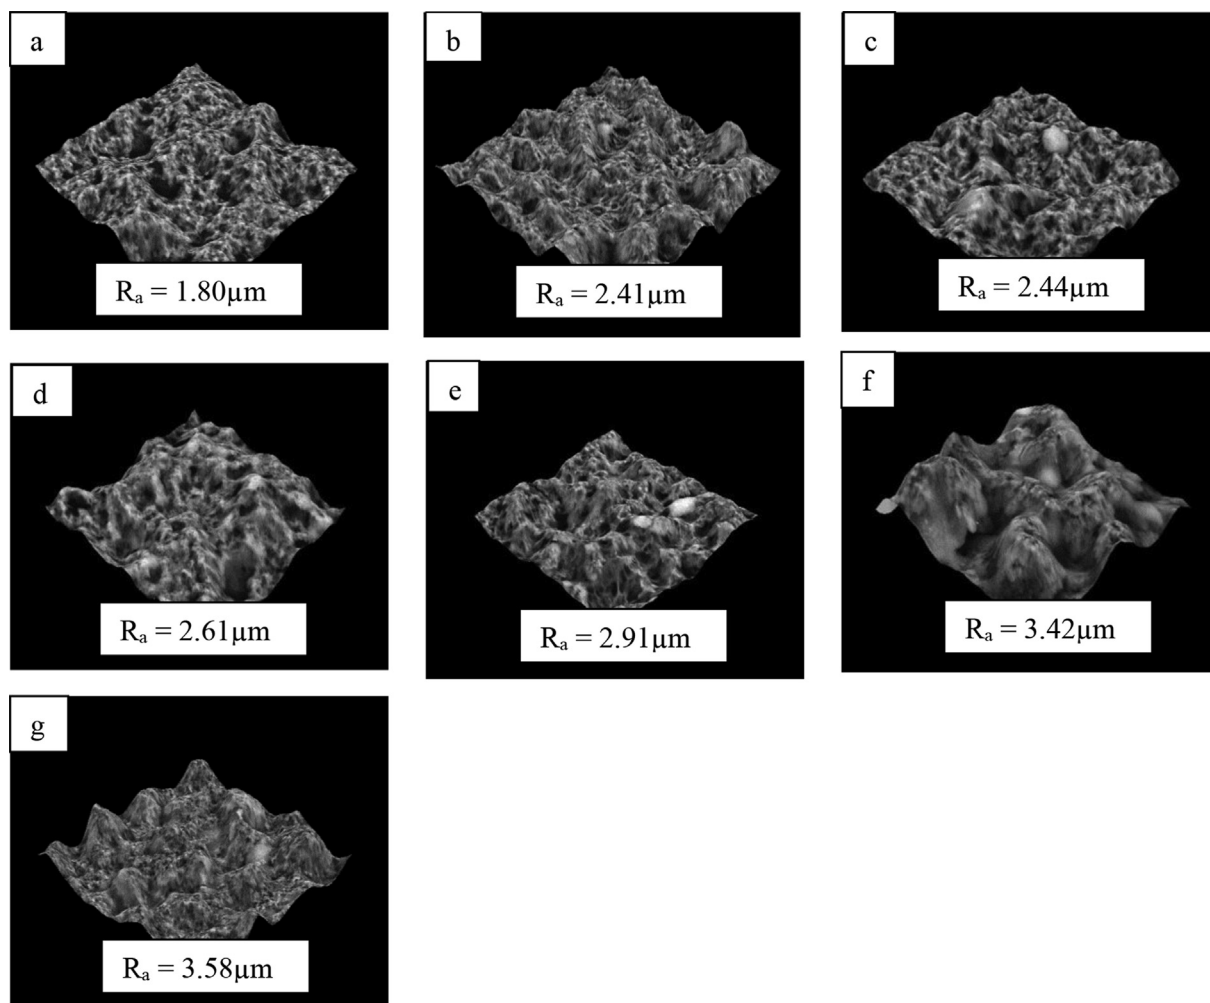 a
b
c
Rₐ = 1.80µm
Rₐ = 2.41µm
Rₐ = 2.44µm
d
e
f
Rₐ = 2.61µm
Rₐ = 2.91µm
Rₐ = 3.42µm
g
Rₐ = 3.58µm